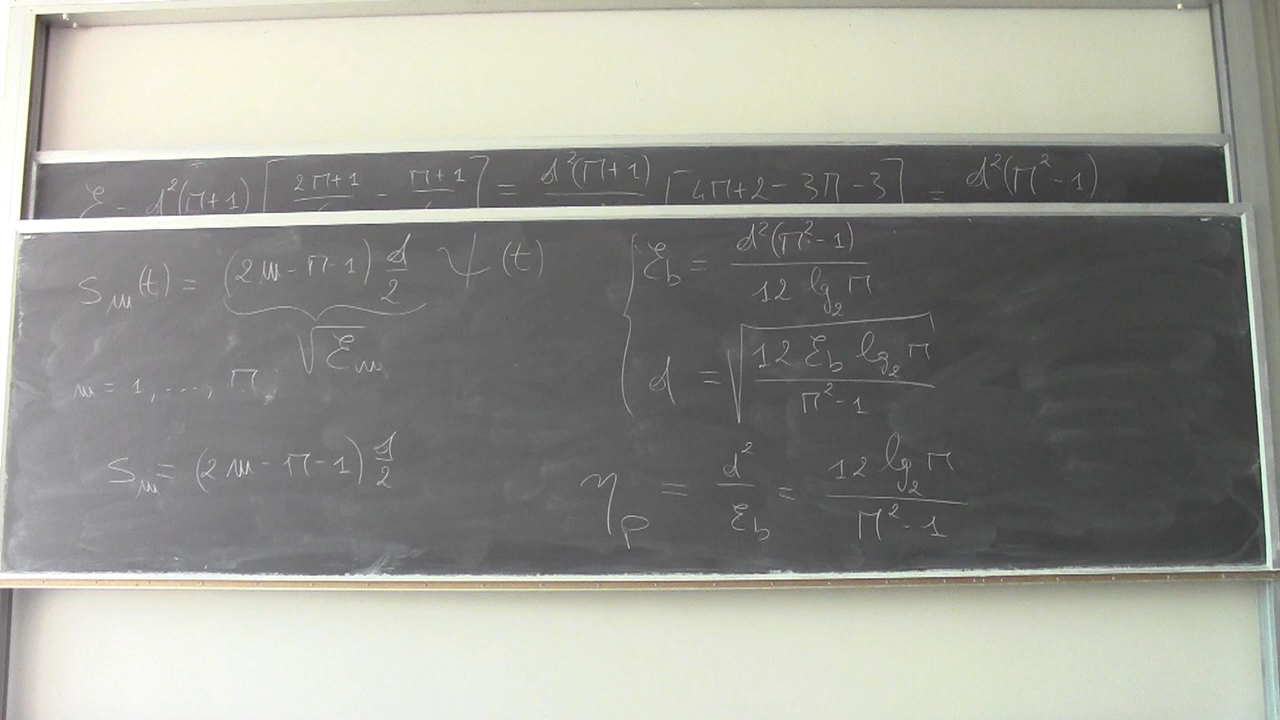 ℰ = d²(M+1) [ (2M+1)/ − (M+1)/ ] = d²(M+1)/ [4M+2−3M−3] = d²(M²−1)
s_m(t) = (2m−M−1) d/2 ψ(t)
√ℰ_m
m = 1, ..., M
s_m = (2m−M−1) d/2
ℰ_b = d²(M²−1) / 12 lg₂ M
d = √(12 ℰ_b lg₂ M / M²−1)
η_p = d²/ℰ_b = 12 lg₂ M / M²−1